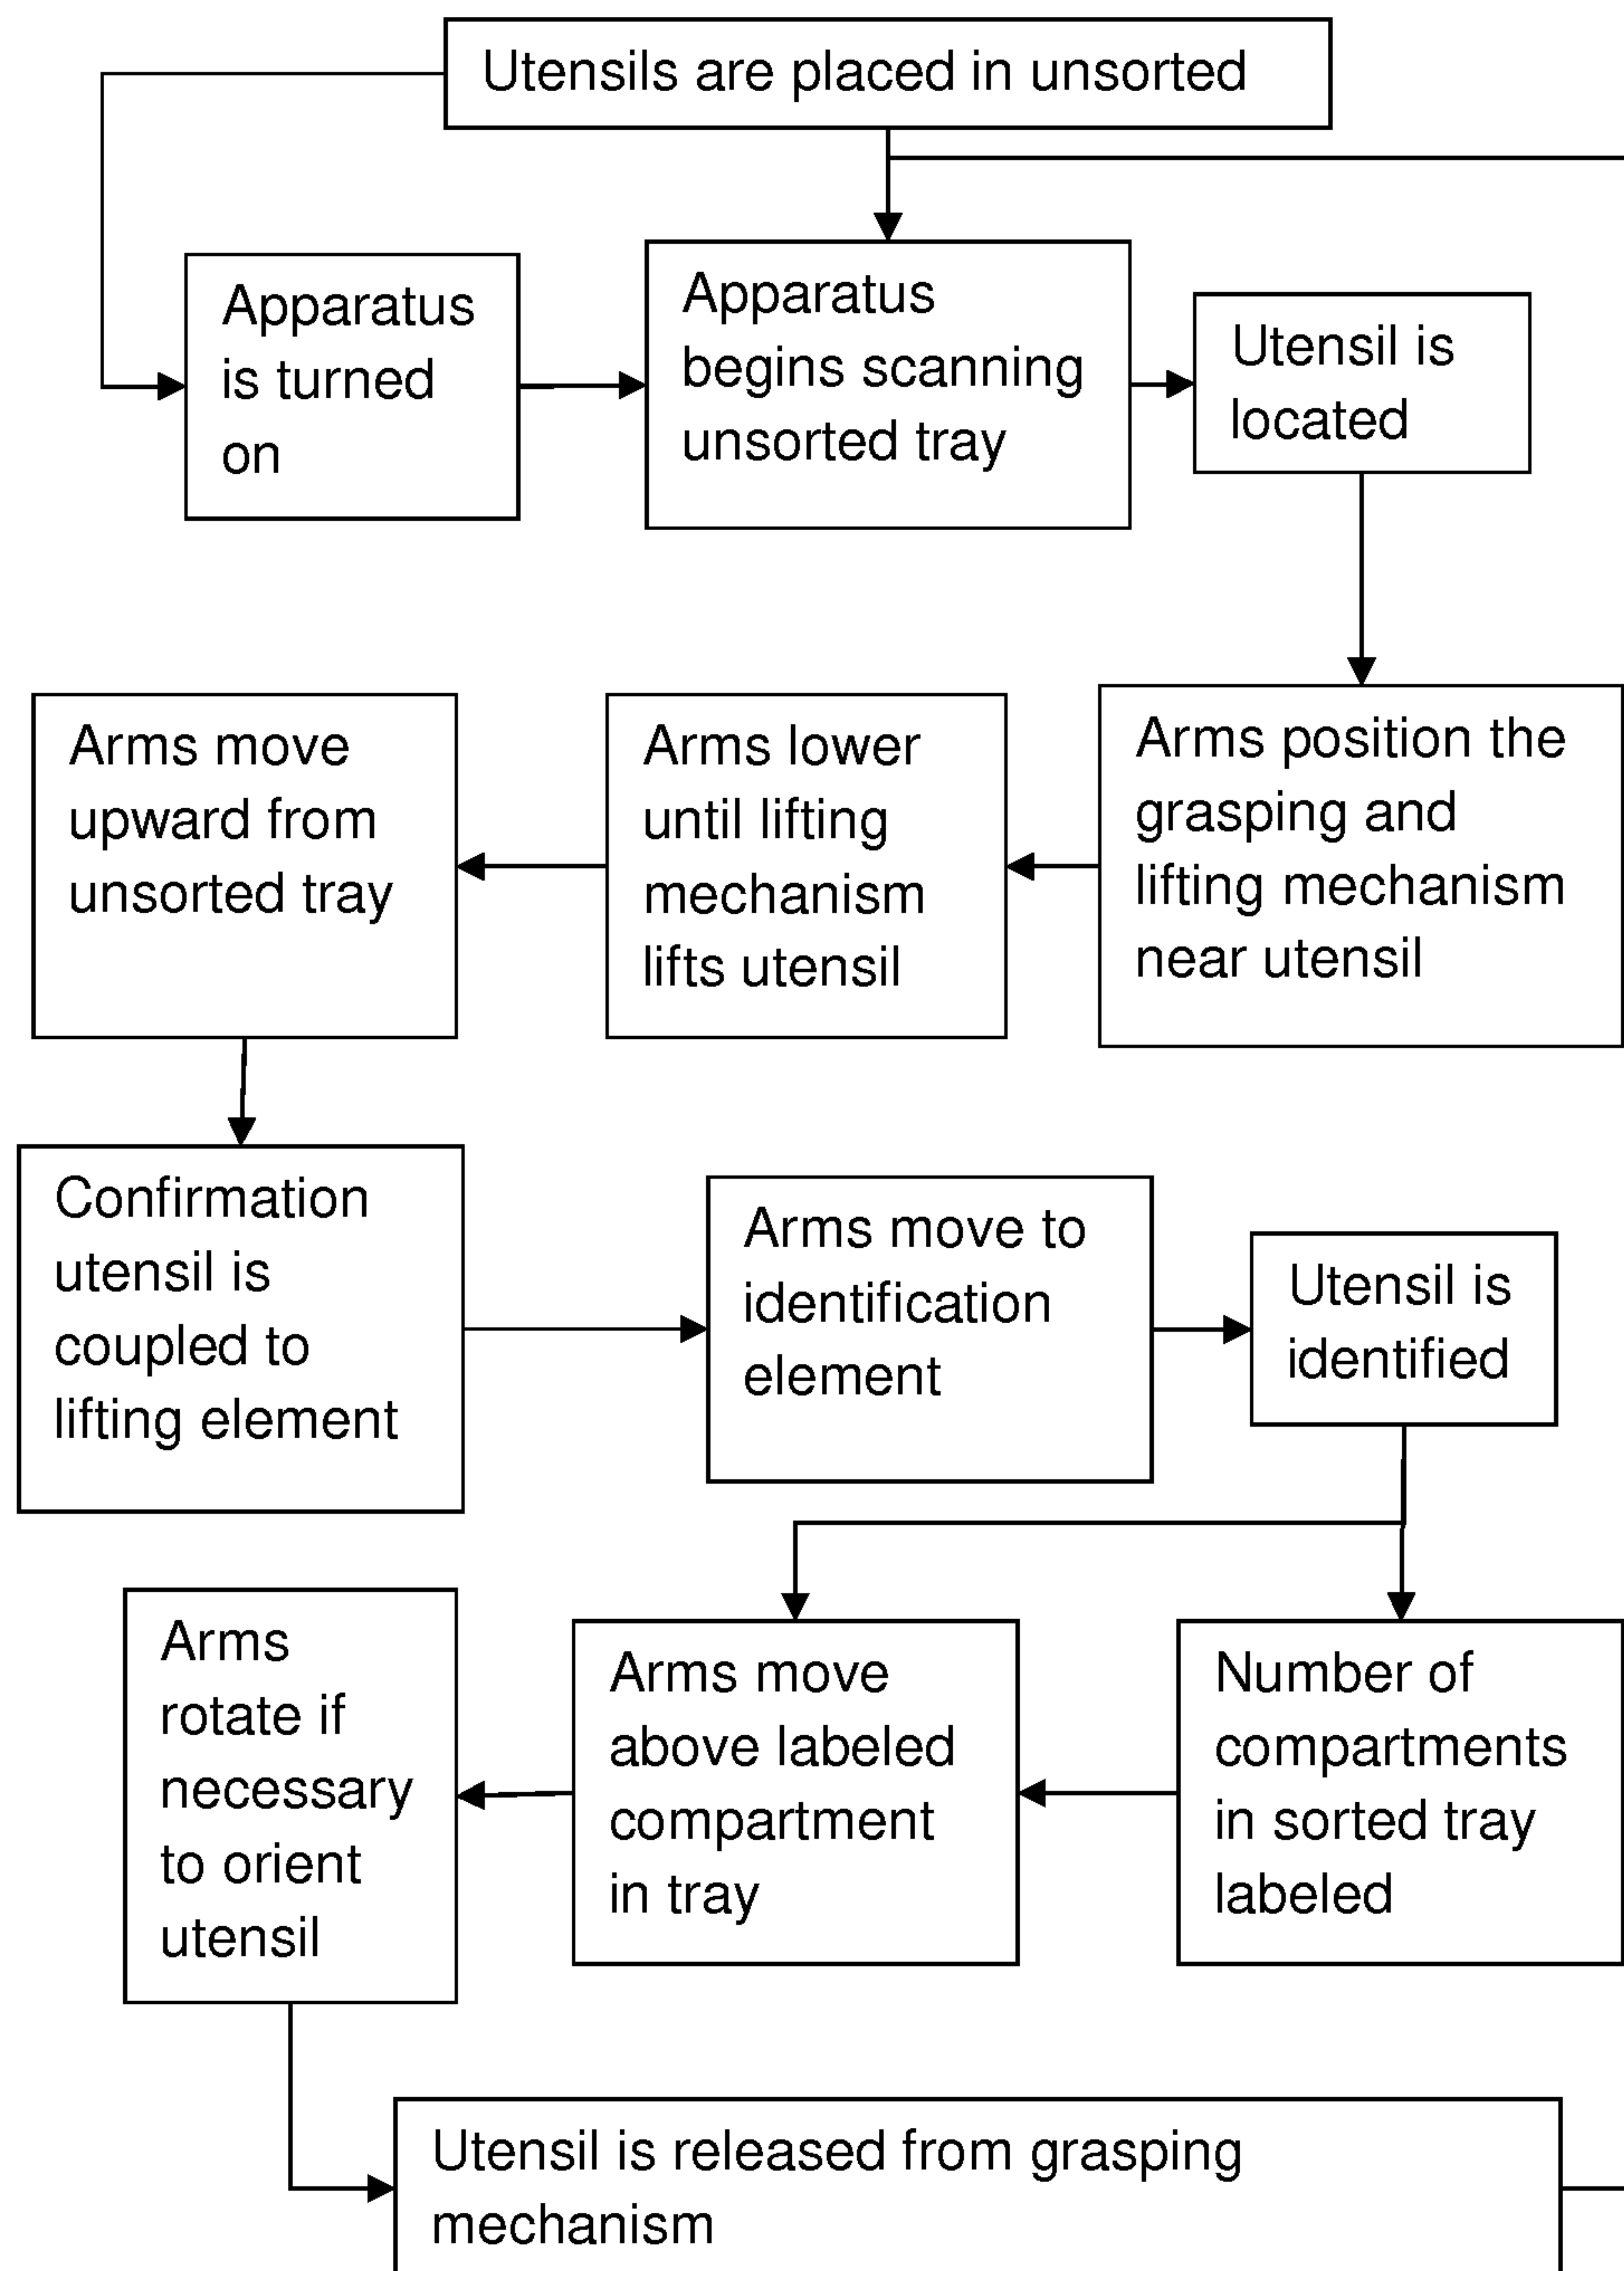 Utensils are placed in unsorted
Apparatus
is turned
on
Apparatus
begins scanning
unsorted tray
Utensil is
located
Arms position the
grasping and
lifting mechanism
near utensil
Arms lower
until lifting
mechanism
lifts utensil
Arms move
upward from
unsorted tray
Confirmation
utensil is
coupled to
lifting element
Arms move to
identification
element
Utensil is
identified
Number of
compartments
in sorted tray
labeled
Arms move
above labeled
compartment
in tray
Arms
rotate if
necessary
to orient
utensil
Utensil is released from grasping
mechanism